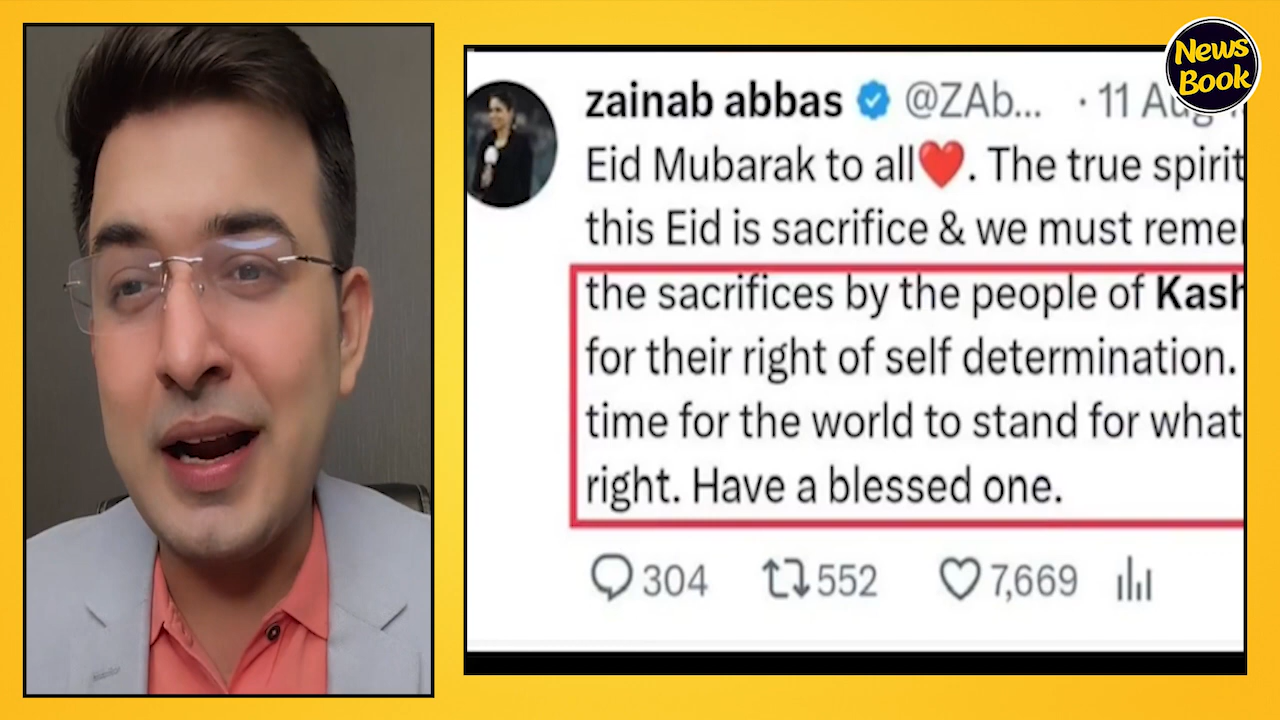 News
Book
zainab abbas @ZAb... · 11 Aug
Eid Mubarak to all❤️. The true spirit
this Eid is sacrifice & we must
the sacrifices by the people of
for their right of self determination.
time for the world to stand for what
right. Have a blessed one.
304 552 7,669